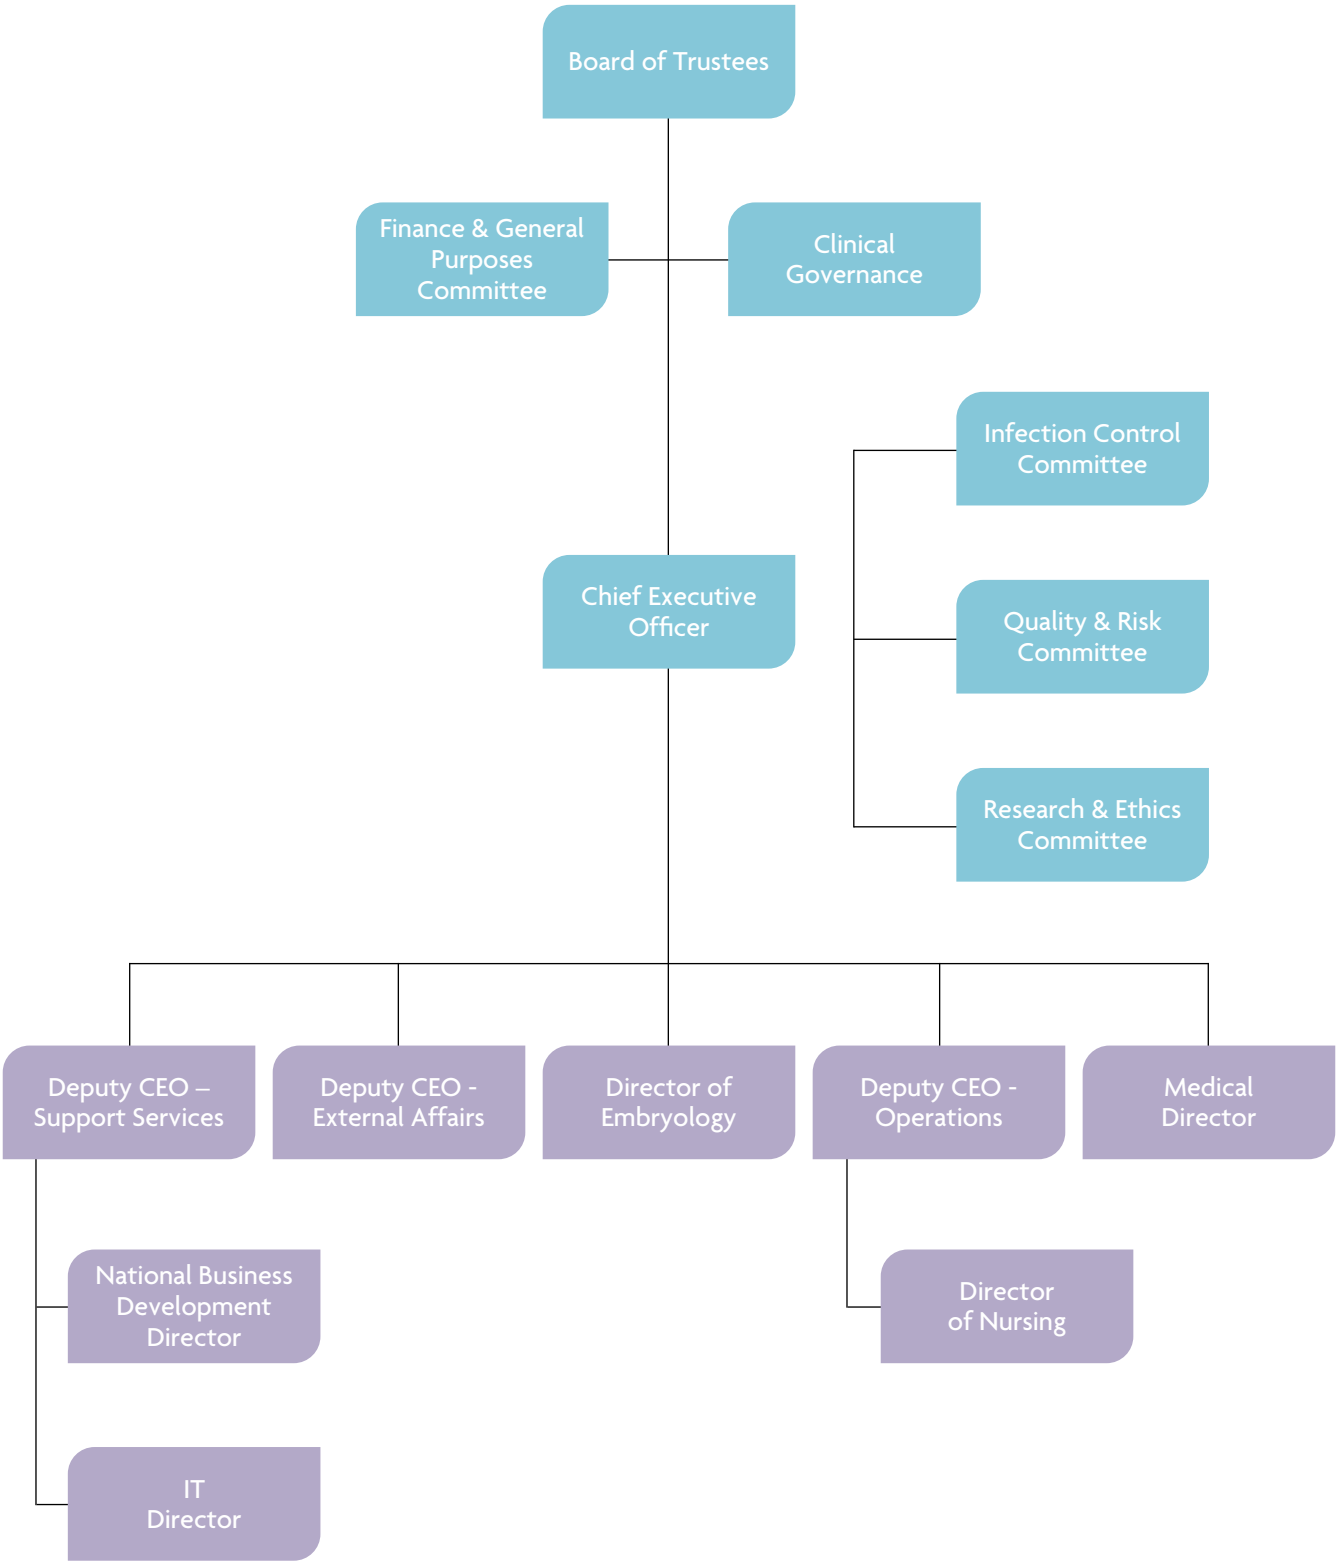 Board of Trustees
Finance & General
Purposes
Committee
Clinical
Governance
Infection Control
Committee
Chief Executive
Officer
Quality & Risk
Committee
Research & Ethics
Committee
Deputy CEO –
Support Services
Deputy CEO -
External Affairs
Director of
Embryology
Deputy CEO -
Operations
Medical
Director
National Business
Development
Director
Director
of Nursing
IT
Director